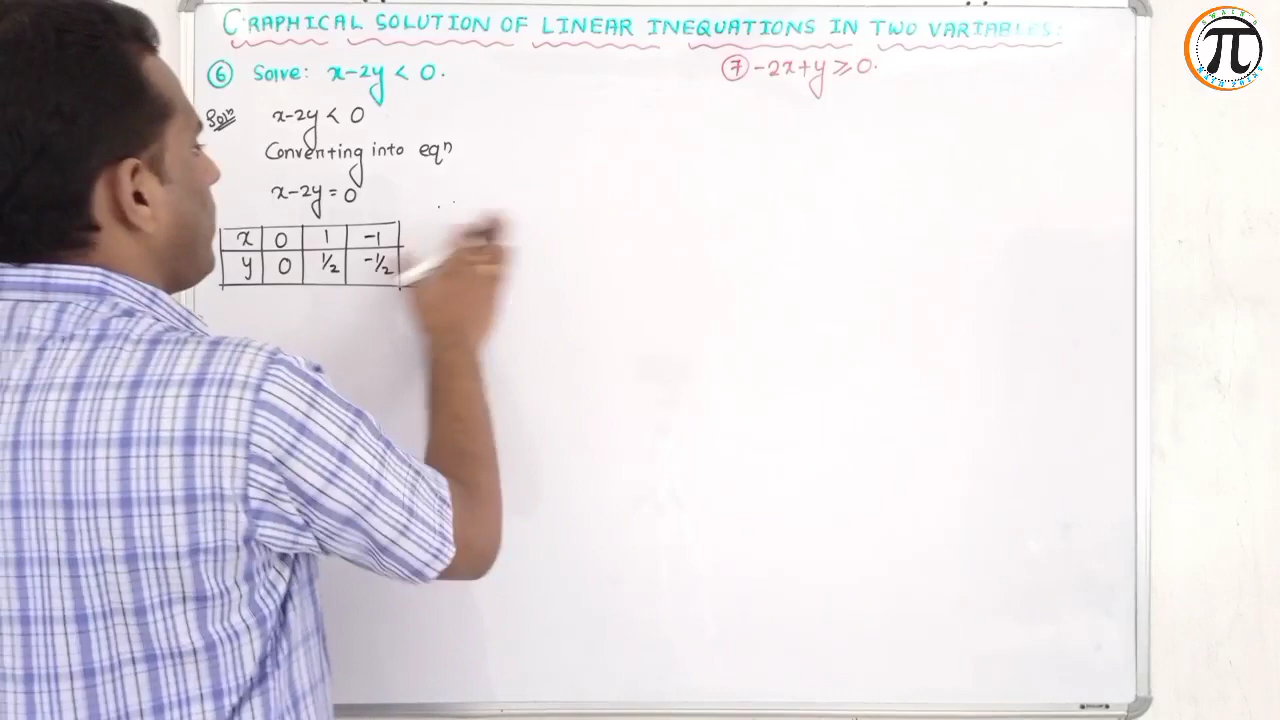 GRAPHICAL SOLUTION OF LINEAR INEQUATIONS IN TWO VARIABLES:
⑥ Solve: x-2y < 0.
⑦ -2x+y ≥ 0.
Solⁿ x-2y < 0
Converting into eqⁿ
x-2y = 0
x 0 1 -1
y 0 1/2 -1/2
π